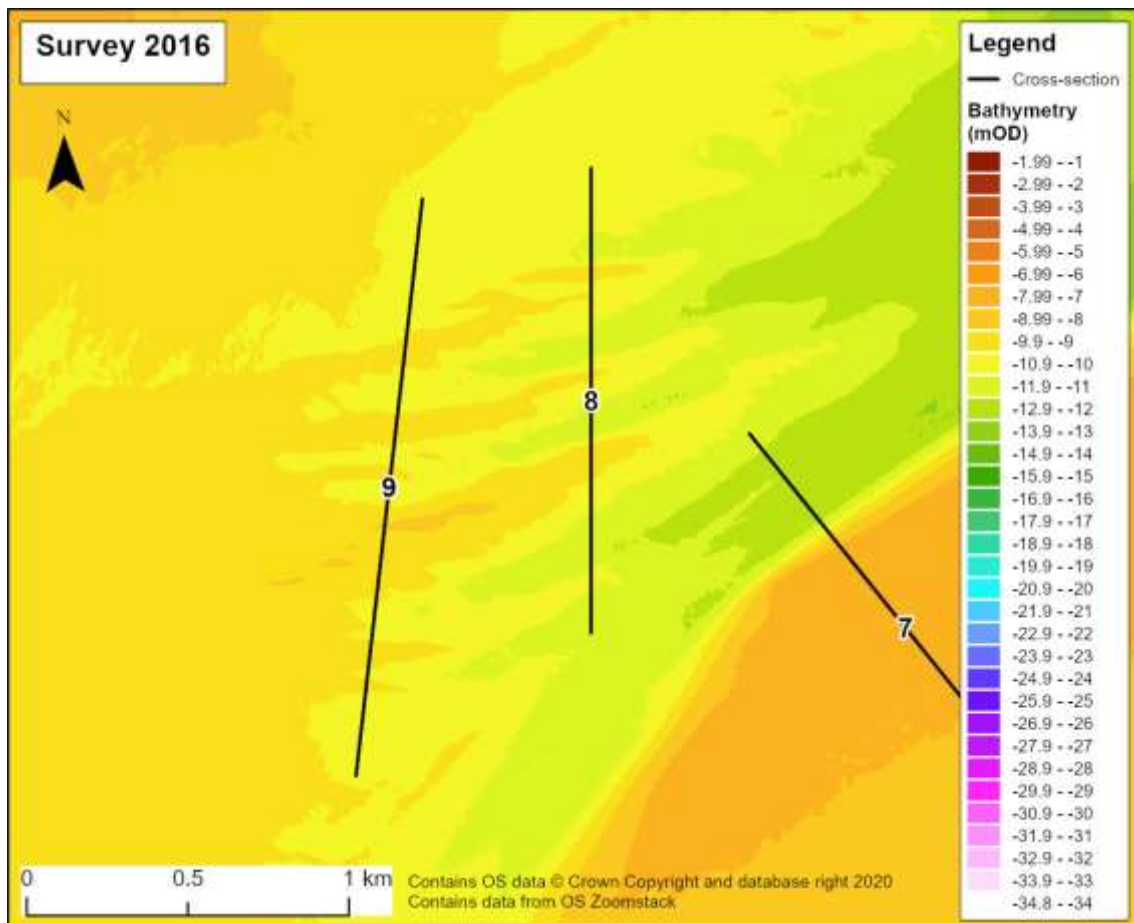 Survey 2016
N
9
8
7
0 0.5 1 km
Contains OS data © Crown Copyright and database right 2020
Contains data from OS Zoomstack
Legend
Cross-section
Bathymetry
(mOD)
-1.99 - -1
-2.99 - -2
-3.99 - -3
-4.99 - -4
-5.99 - -5
-6.99 - -6
-7.99 - -7
-8.99 - -8
-9.9 - -9
-10.9 - -10
-11.9 - -11
-12.9 - -12
-13.9 - -13
-14.9 - -14
-15.9 - -15
-16.9 - -16
-17.9 - -17
-18.9 - -18
-19.9 - -19
-20.9 - -20
-21.9 - -21
-22.9 - -22
-23.9 - -23
-24.9 - -24
-25.9 - -25
-26.9 - -26
-27.9 - -27
-28.9 - -28
-29.9 - -29
-30.9 - -30
-31.9 - -31
-32.9 - -32
-33.9 - -33
-34.8 - -34